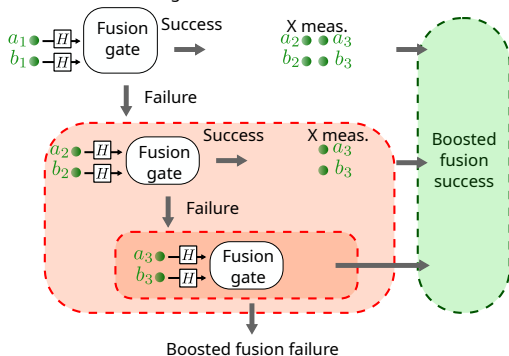 Success
X meas.
a1 H Fusion gate a2 a3
b1 H b2 b3
Failure
Success
X meas.
a2 H Fusion gate a3
b2 H b3
Boosted fusion success
Failure
a3 H Fusion gate
b3 H
Boosted fusion failure